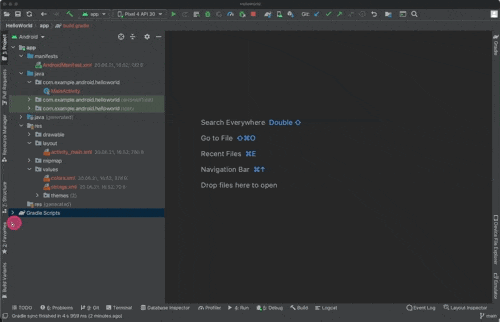 HelloWorld
HelloWorld > app > build.gradle
app
Pixel 4 API 30
Git:
Android
app
manifests
AndroidManifest.xml
java
com.example.android.helloworld
MainActivity
com.example.android.helloworld
com.example.android.helloworld
java (generated)
res
drawable
layout
activity_main.xml
mipmap
values
colors.xml
strings.xml
themes
res (generated)
Gradle Scripts
Search Everywhere Double ⇧
Go to File ⇧⌘O
Recent Files ⌘E
Navigation Bar ⌘↑
Drop files here to open
Project
Pull Requests
Resource Manager
Z: Structure
2: Favorites
Build Variants
Gradle
Device File Explorer
Emulator
TODO
6: Problems
9: Git
Terminal
Database Inspector
Profiler
4: Run
5: Debug
Build
Logcat
Event Log
Layout Inspector
Gradle sync finished in 4 s 959 ms (2 minutes ago)
main